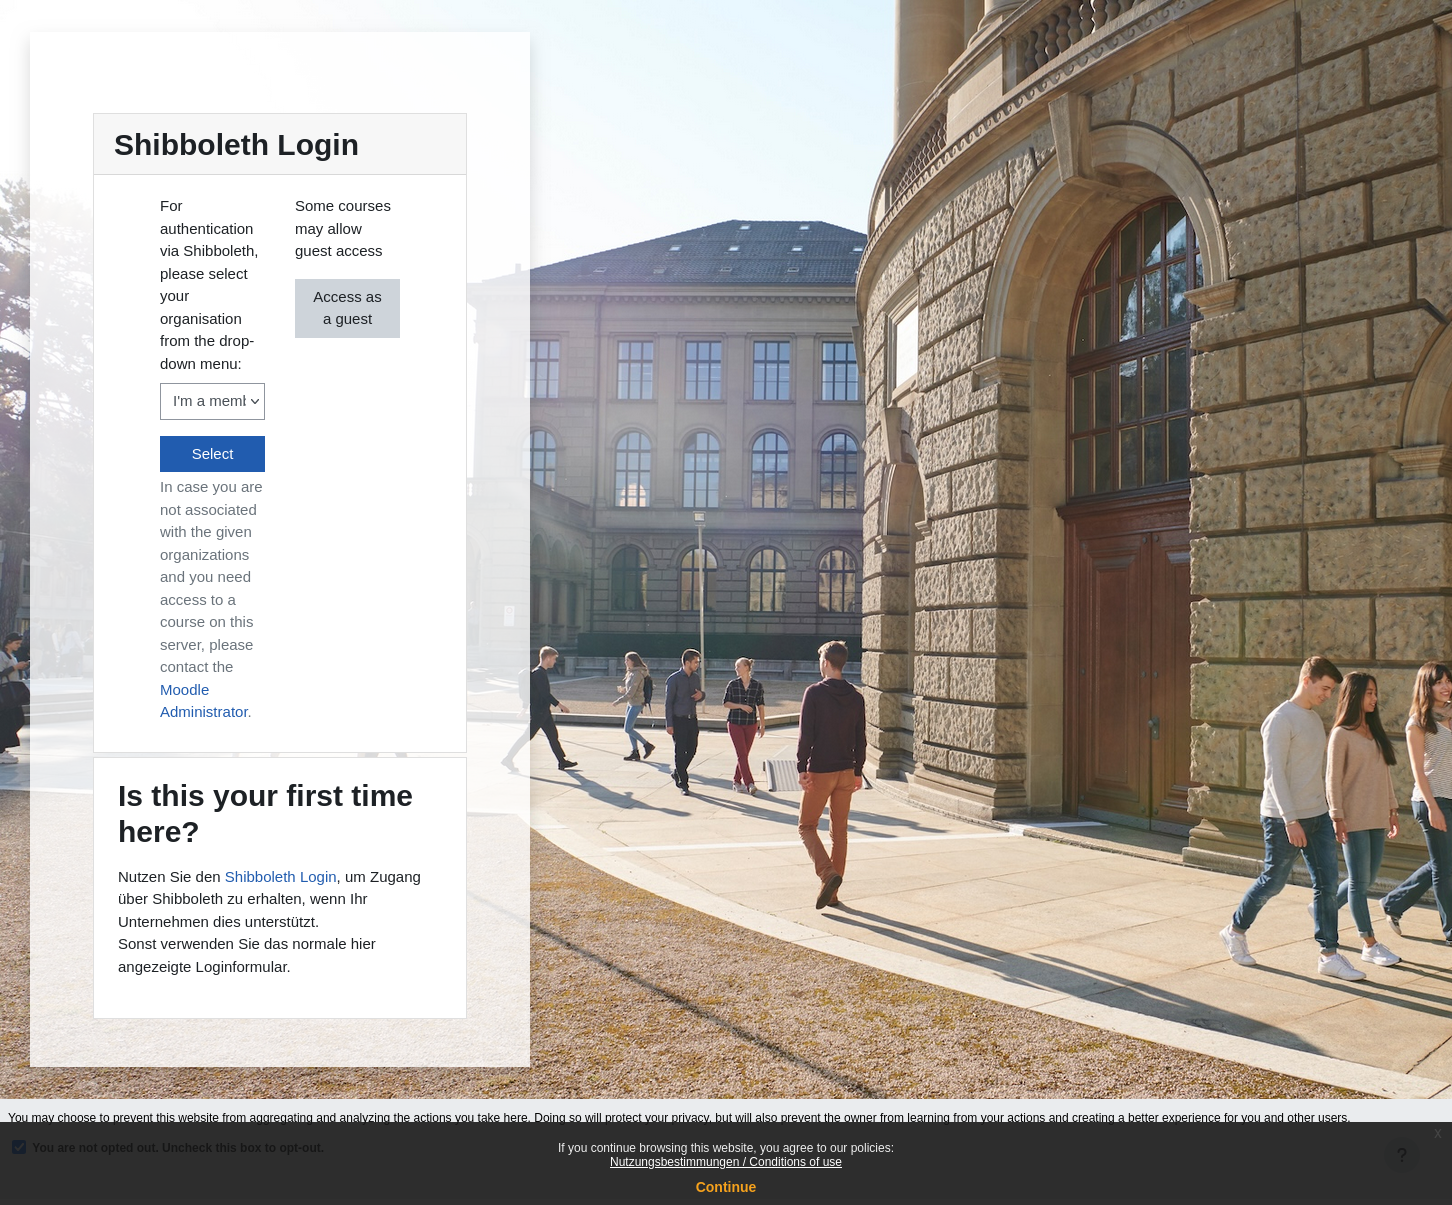 Shibboleth Login
For
authentication
via Shibboleth,
please select
your
organisation
from the drop-
down menu:
I'm a memb
Select
In case you are
not associated
with the given
organizations
and you need
access to a
course on this
server, please
contact the
Moodle
Administrator.
Some courses
may allow
guest access
Access as
a guest
Is this your first time
here?
Nutzen Sie den Shibboleth Login, um Zugang
über Shibboleth zu erhalten, wenn Ihr
Unternehmen dies unterstützt.
Sonst verwenden Sie das normale hier
angezeigte Loginformular.
You may choose to prevent this website from aggregating and analyzing the actions you take here. Doing so will protect your privacy, but will also prevent the owner from learning from your actions and creating a better experience for you and other users.
You are not opted out. Uncheck this box to opt-out.
x
If you continue browsing this website, you agree to our policies:
Nutzungsbestimmungen / Conditions of use
Continue
?